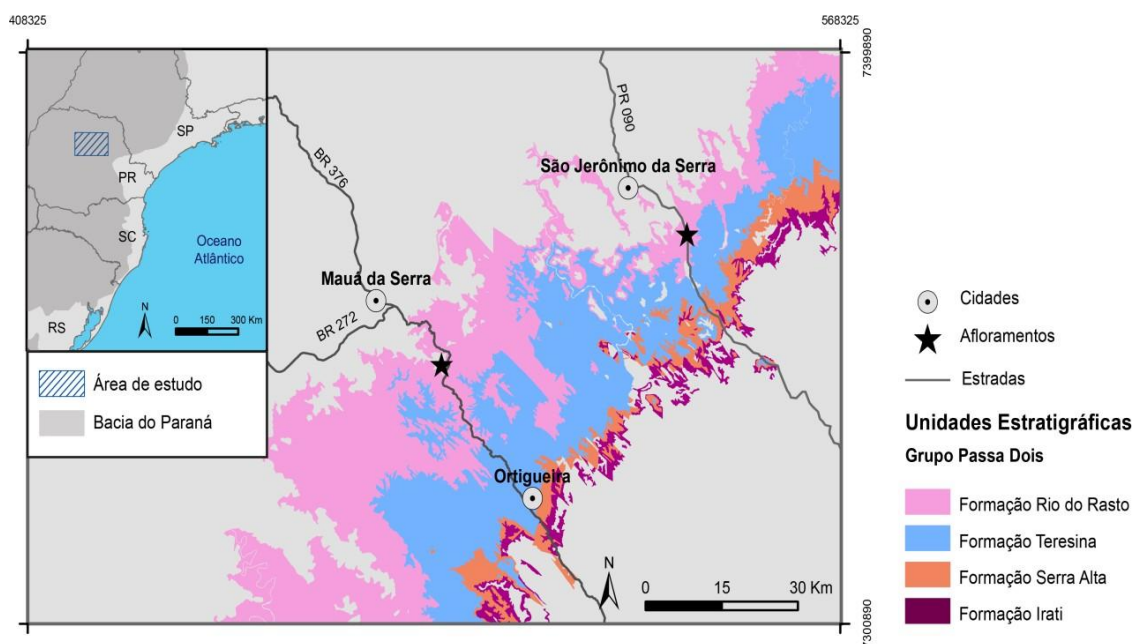 408325
568325
7399890
7300890
SP
PR
SC
RS
Oceano
Atlântico
N
0 150 300 Km
Área de estudo
Bacia do Paraná
BR 376
BR 272
PR 090
São Jerônimo da Serra
Mauá da Serra
Ortigueira
N
0 15 30 Km
Cidades
Afloramentos
Estradas
Unidades Estratigráficas
Grupo Passa Dois
Formação Rio do Rasto
Formação Teresina
Formação Serra Alta
Formação Irati